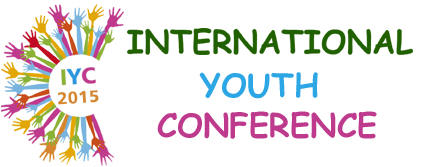 IYC
2015
INTERNATIONAL
YOUTH
CONFERENCE